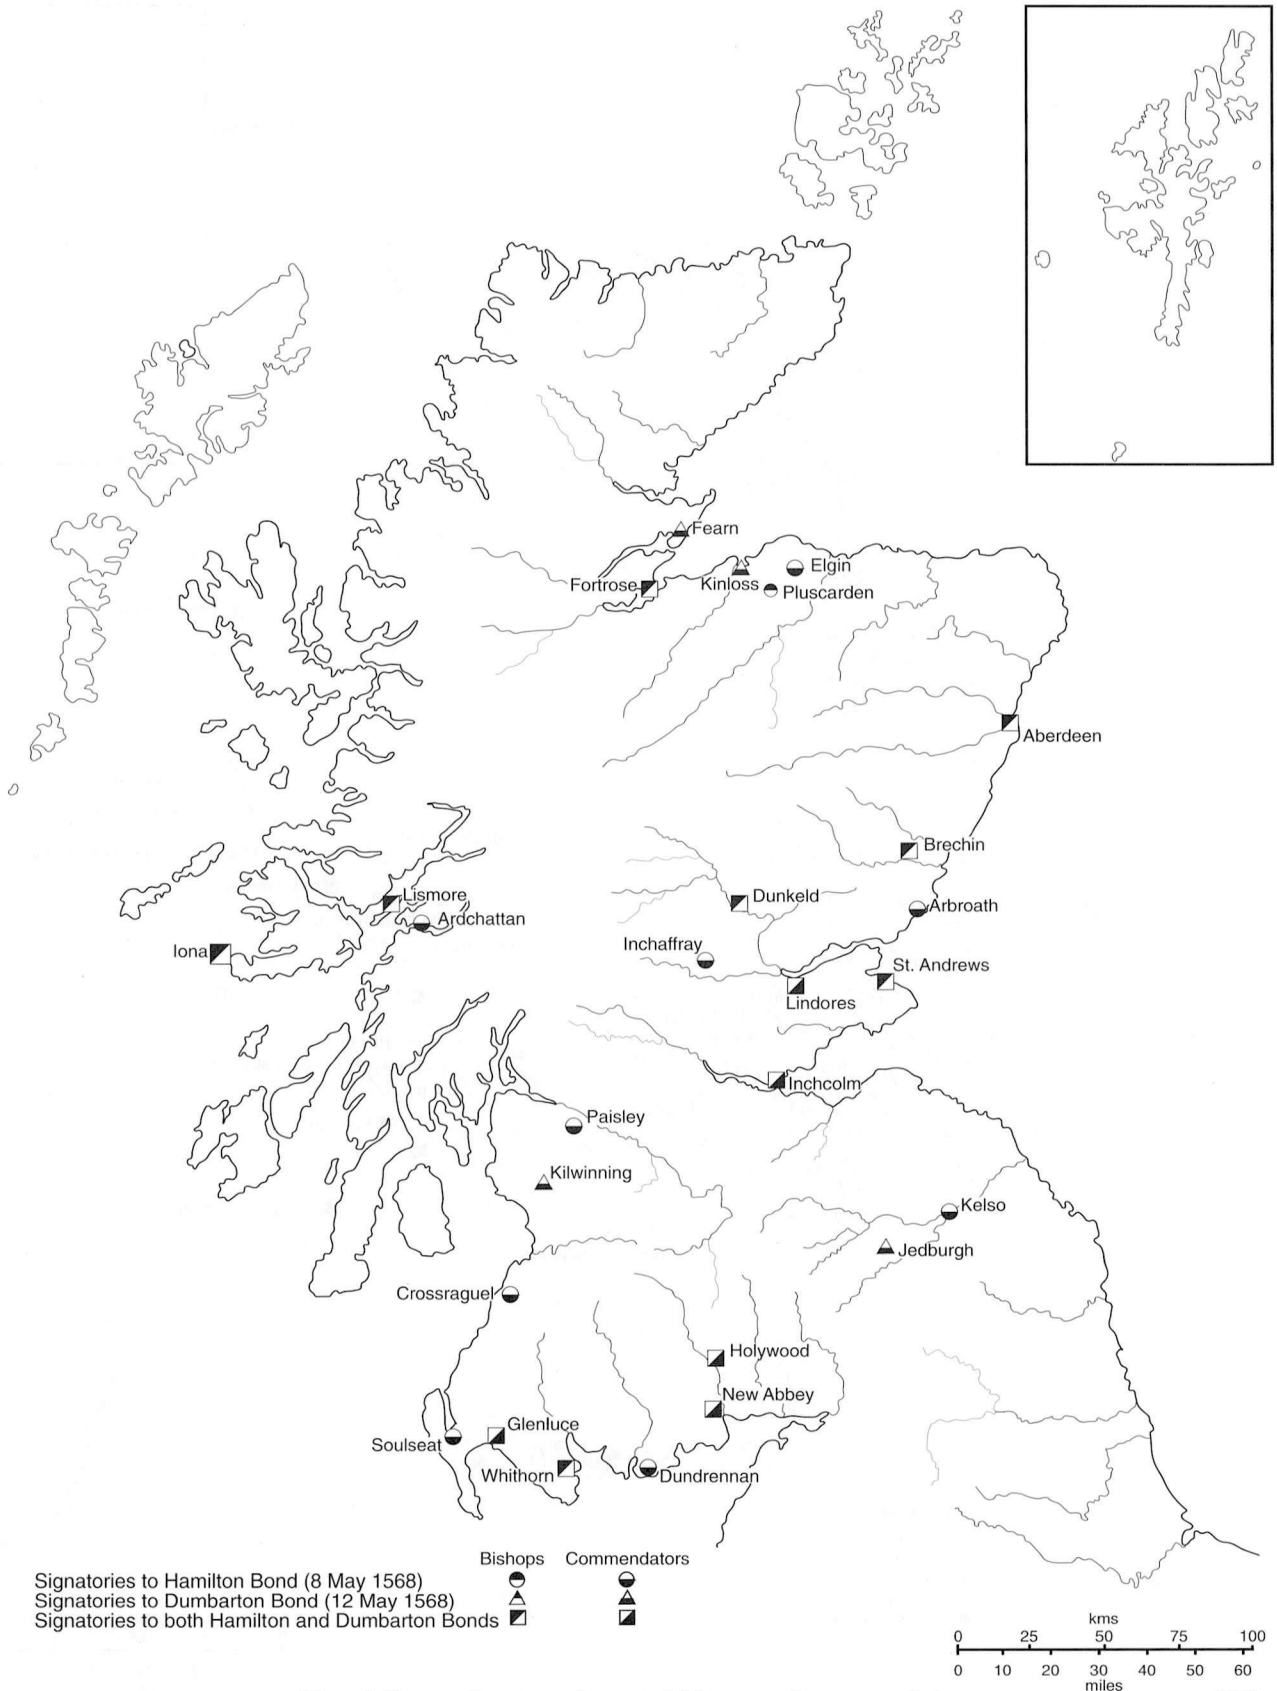 Fearn
Elgin
Fortrose
Kinloss
Pluscarden
Aberdeen
Brechin
Lismore
Dunkeld
Arbroath
Ardchattan
Inchaffray
Iona
St. Andrews
Lindores
Inchcolm
Paisley
Kilwinning
Kelso
Jedburgh
Crossraguel
Holywood
New Abbey
Glenluce
Soulseat
Whithorn
Dundrennan
Bishops Commendators
Signatories to Hamilton Bond (8 May 1568)
Signatories to Dumbarton Bond (12 May 1568)
Signatories to both Hamilton and Dumbarton Bonds
kms
0 25 50 75 100
0 10 20 30 40 50 60
miles